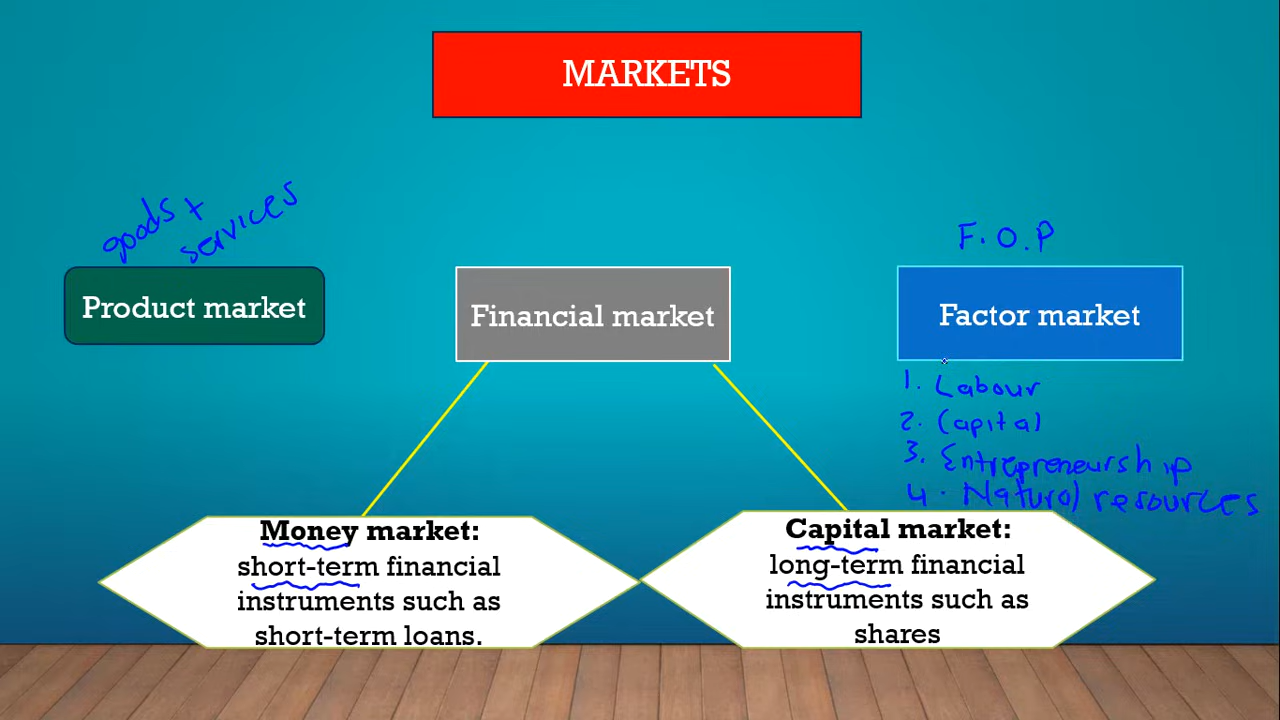 MARKETS
goods +
services
Product market
Financial market
F.O.P
Factor market
1. Labour
2. Capital
3. Entrepreneurship
4. Natural resources
Money market:
short-term financial
instruments such as
short-term loans.
Capital market:
long-term financial
instruments such as
shares